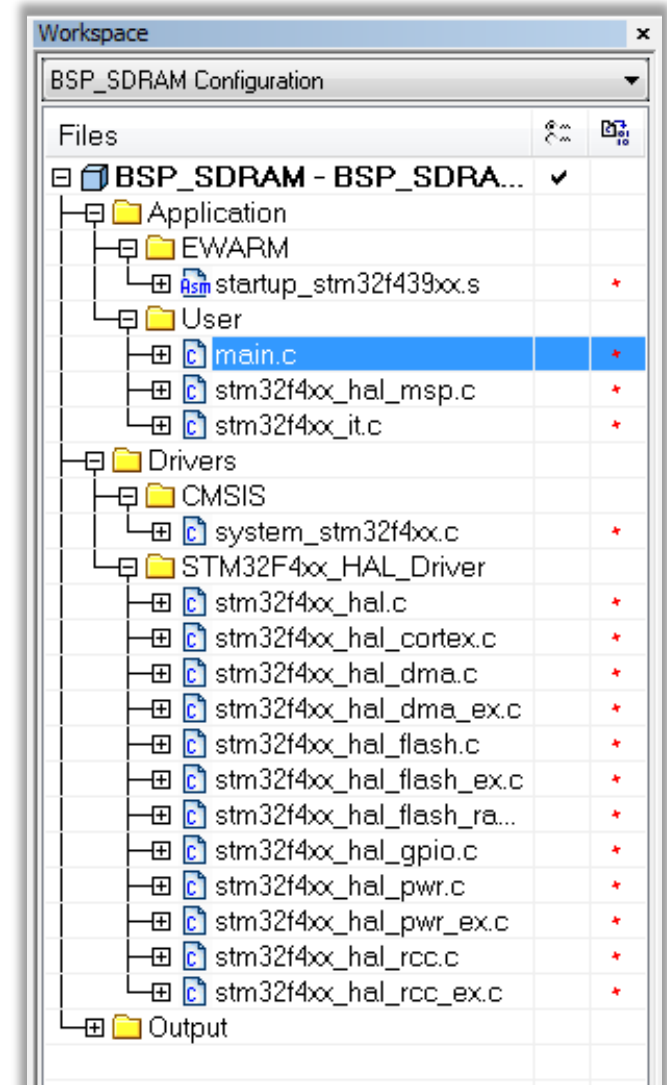 Workspace
x
BSP_SDRAM Configuration
Files
BSP_SDRAM - BSP_SDRA...
Application
EWARM
startup_stm32f439xx.s
User
main.c
stm32f4xx_hal_msp.c
stm32f4xx_it.c
Drivers
CMSIS
system_stm32f4xx.c
STM32F4xx_HAL_Driver
stm32f4xx_hal.c
stm32f4xx_hal_cortex.c
stm32f4xx_hal_dma.c
stm32f4xx_hal_dma_ex.c
stm32f4xx_hal_flash.c
stm32f4xx_hal_flash_ex.c
stm32f4xx_hal_flash_ra...
stm32f4xx_hal_gpio.c
stm32f4xx_hal_pwr.c
stm32f4xx_hal_pwr_ex.c
stm32f4xx_hal_rcc.c
stm32f4xx_hal_rcc_ex.c
Output